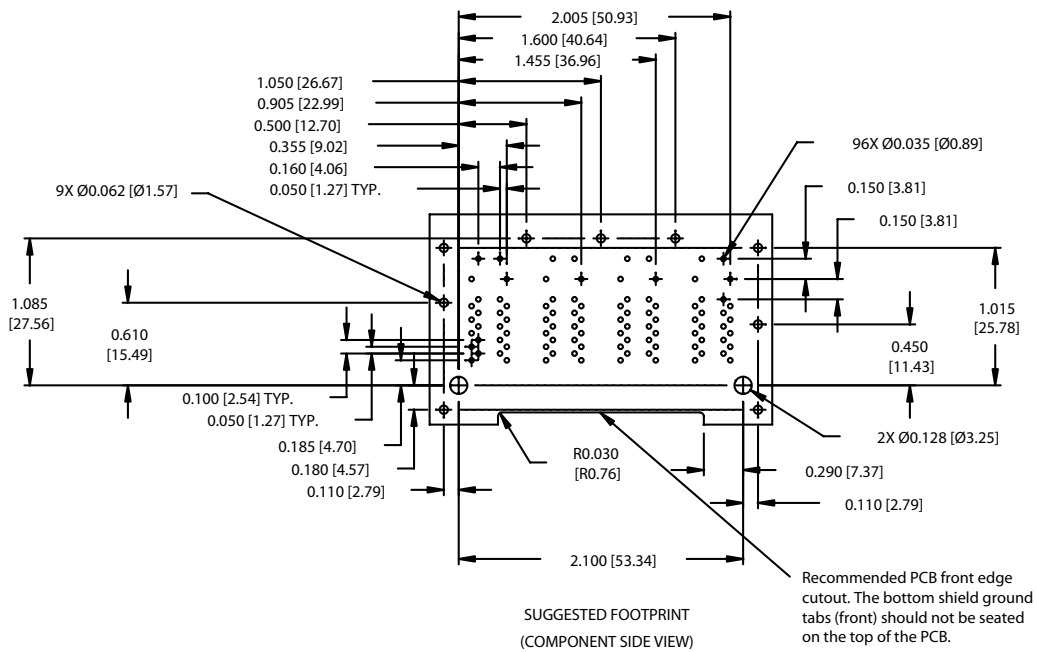 2.005 [50.93]
1.600 [40.64]
1.455 [36.96]
1.050 [26.67]
0.905 [22.99]
0.500 [12.70]
0.355 [9.02]
0.160 [4.06]
0.050 [1.27] TYP.
96X Ø0.035 [Ø0.89]
9X Ø0.062 [Ø1.57]
0.150 [3.81]
0.150 [3.81]
1.085
[27.56]
0.610
[15.49]
1.015
[25.78]
0.450
[11.43]
0.100 [2.54] TYP.
0.050 [1.27] TYP.
0.185 [4.70]
0.180 [4.57]
0.110 [2.79]
R0.030
[R0.76]
2X Ø0.128 [Ø3.25]
0.290 [7.37]
0.110 [2.79]
2.100 [53.34]
Recommended PCB front edge
cutout. The bottom shield ground
tabs (front) should not be seated
on the top of the PCB.
SUGGESTED FOOTPRINT
(COMPONENT SIDE VIEW)